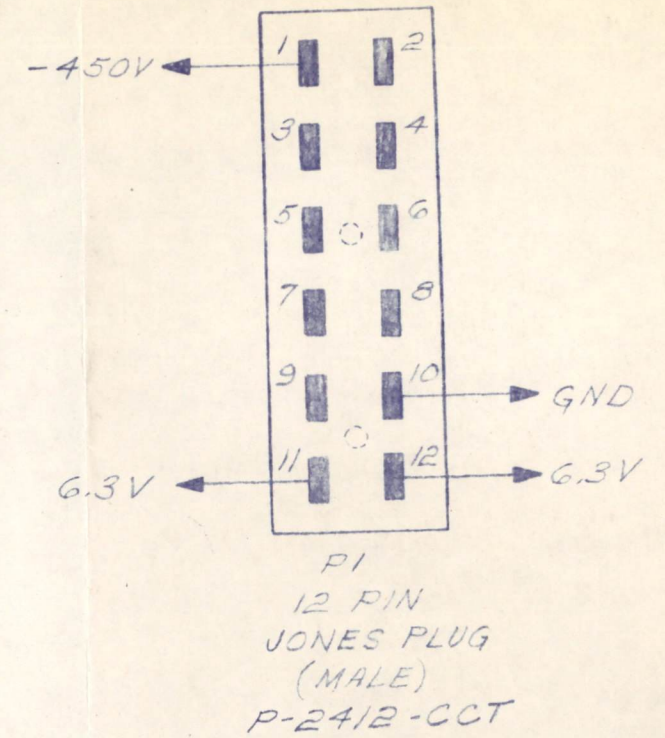 1 2
-450V
3 4
5 6
7 8
9 10
GND
11 12
6.3V 6.3V
P1
12 PIN
JONES PLUG
(MALE)
P-2412-CCT